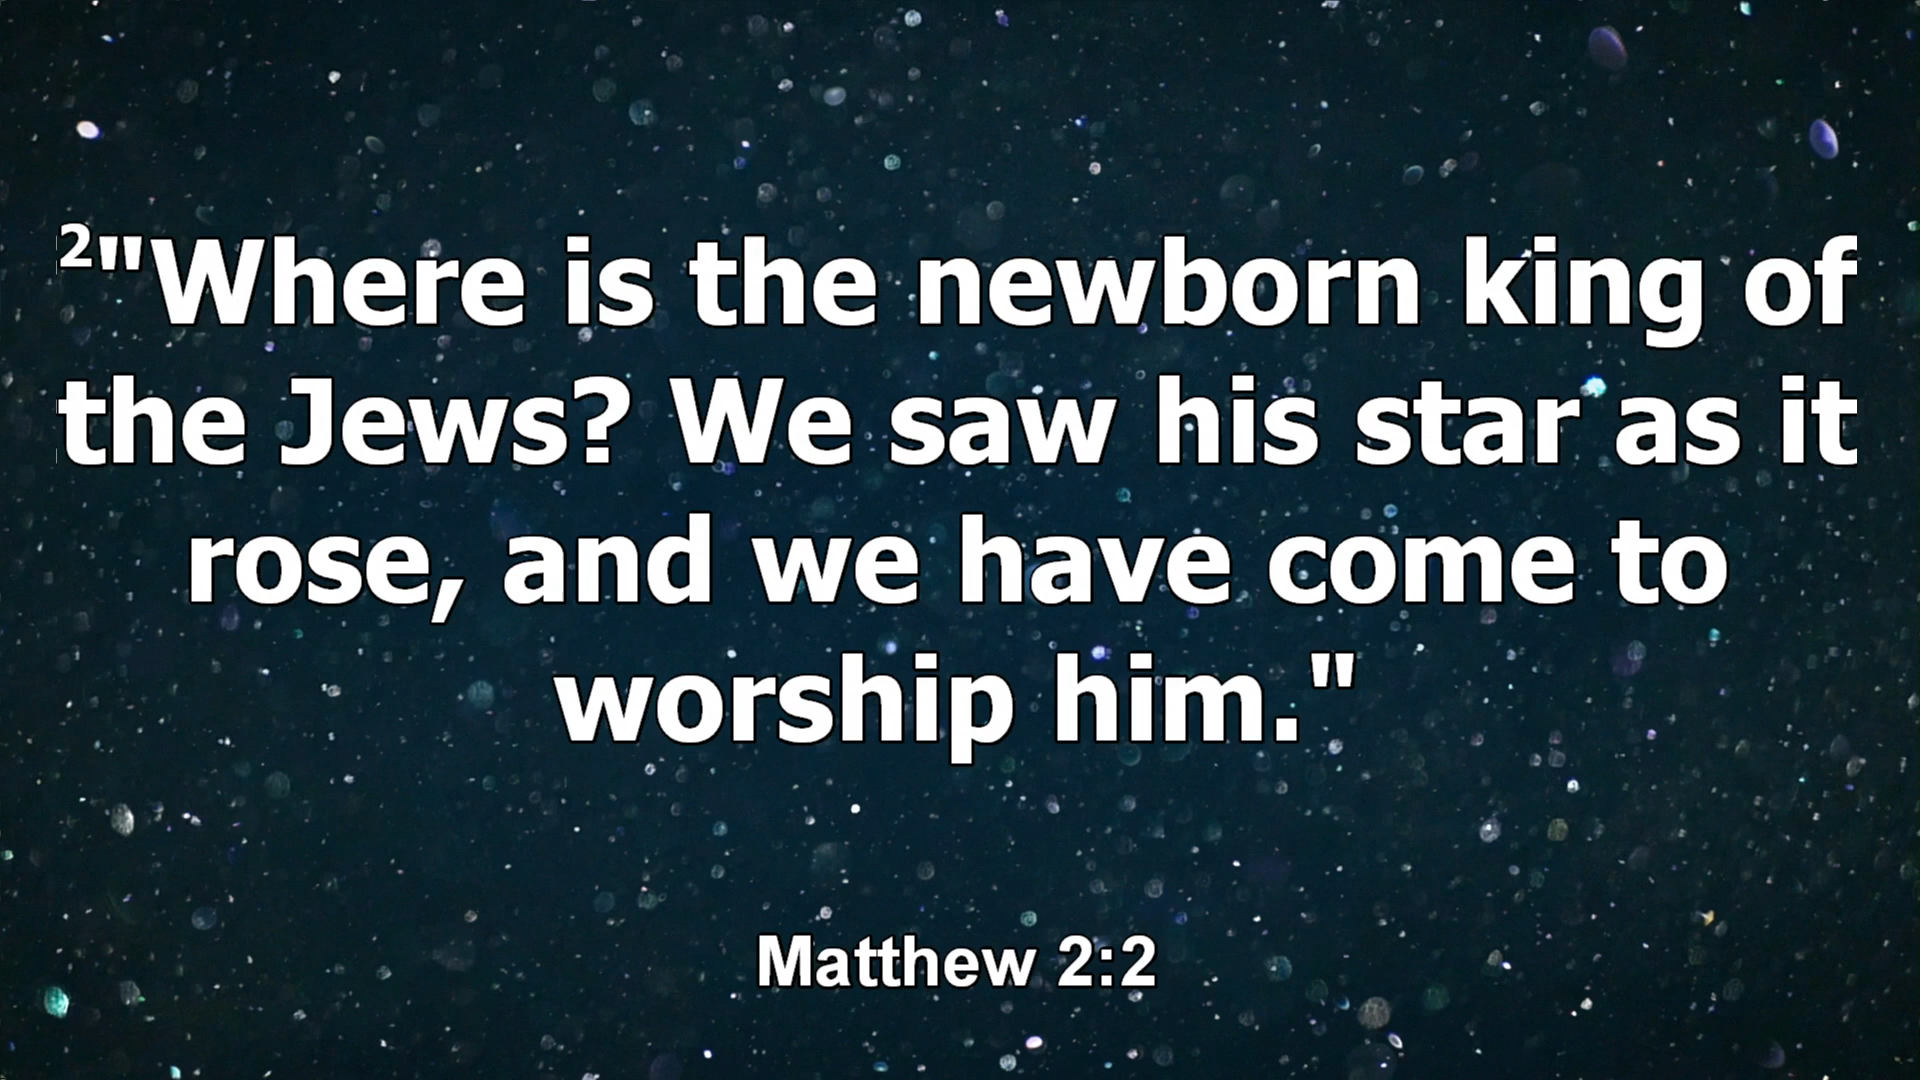 ²"Where is the newborn king of
the Jews? We saw his star as it
rose, and we have come to
worship him."
Matthew 2:2